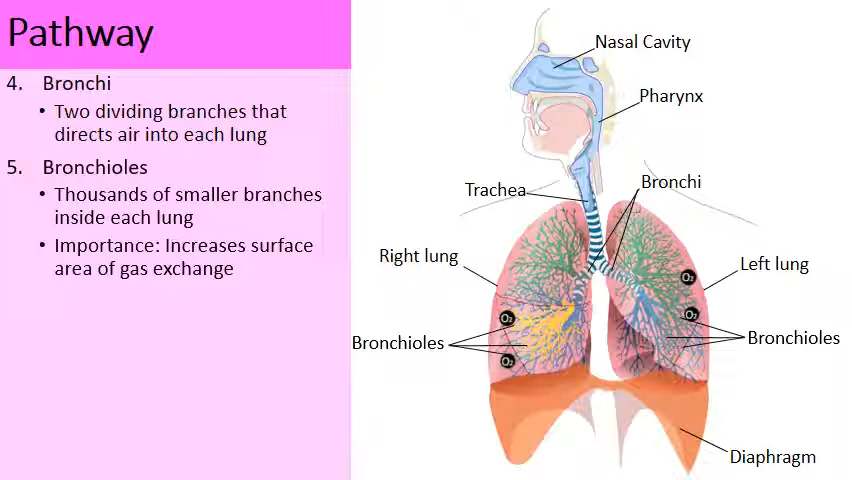 Pathway
4. Bronchi
• Two dividing branches that
directs air into each lung
5. Bronchioles
• Thousands of smaller branches
inside each lung
• Importance: Increases surface
area of gas exchange
Nasal Cavity
Pharynx
Trachea
Bronchi
Right lung
Left lung
O₂
O₂
O₂
O₂
Bronchioles
Bronchioles
Diaphragm